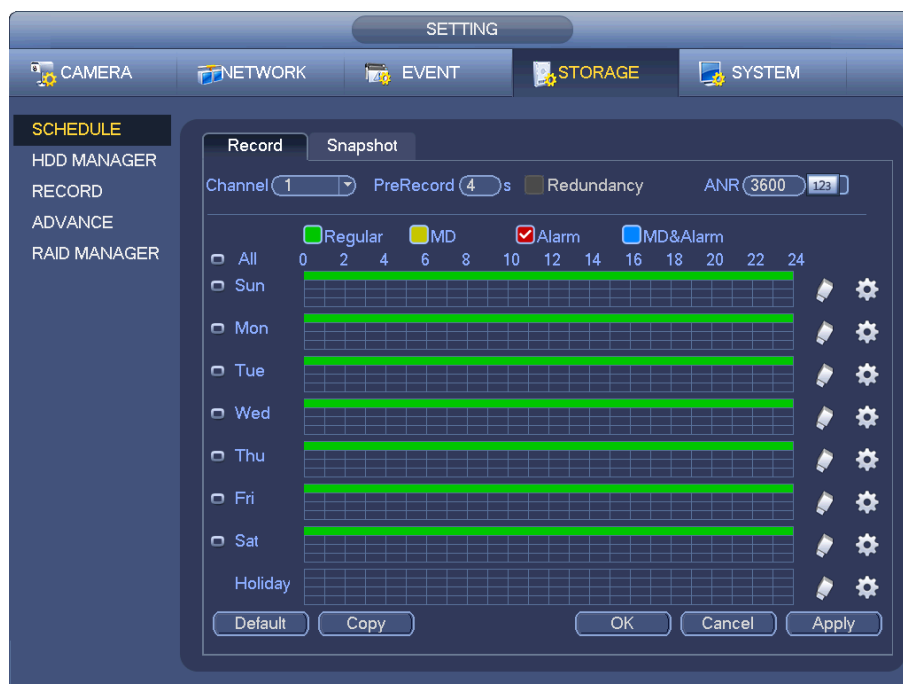 SETTING
CAMERA NETWORK EVENT STORAGE SYSTEM
SCHEDULE
HDD MANAGER
RECORD
ADVANCE
RAID MANAGER
Record Snapshot
Channel 1 PreRecord 4 s Redundancy ANR 3600 123
Regular MD Alarm MD&Alarm
All 0 2 4 6 8 10 12 14 16 18 20 22 24
Sun
Mon
Tue
Wed
Thu
Fri
Sat
Holiday
Default Copy OK Cancel Apply